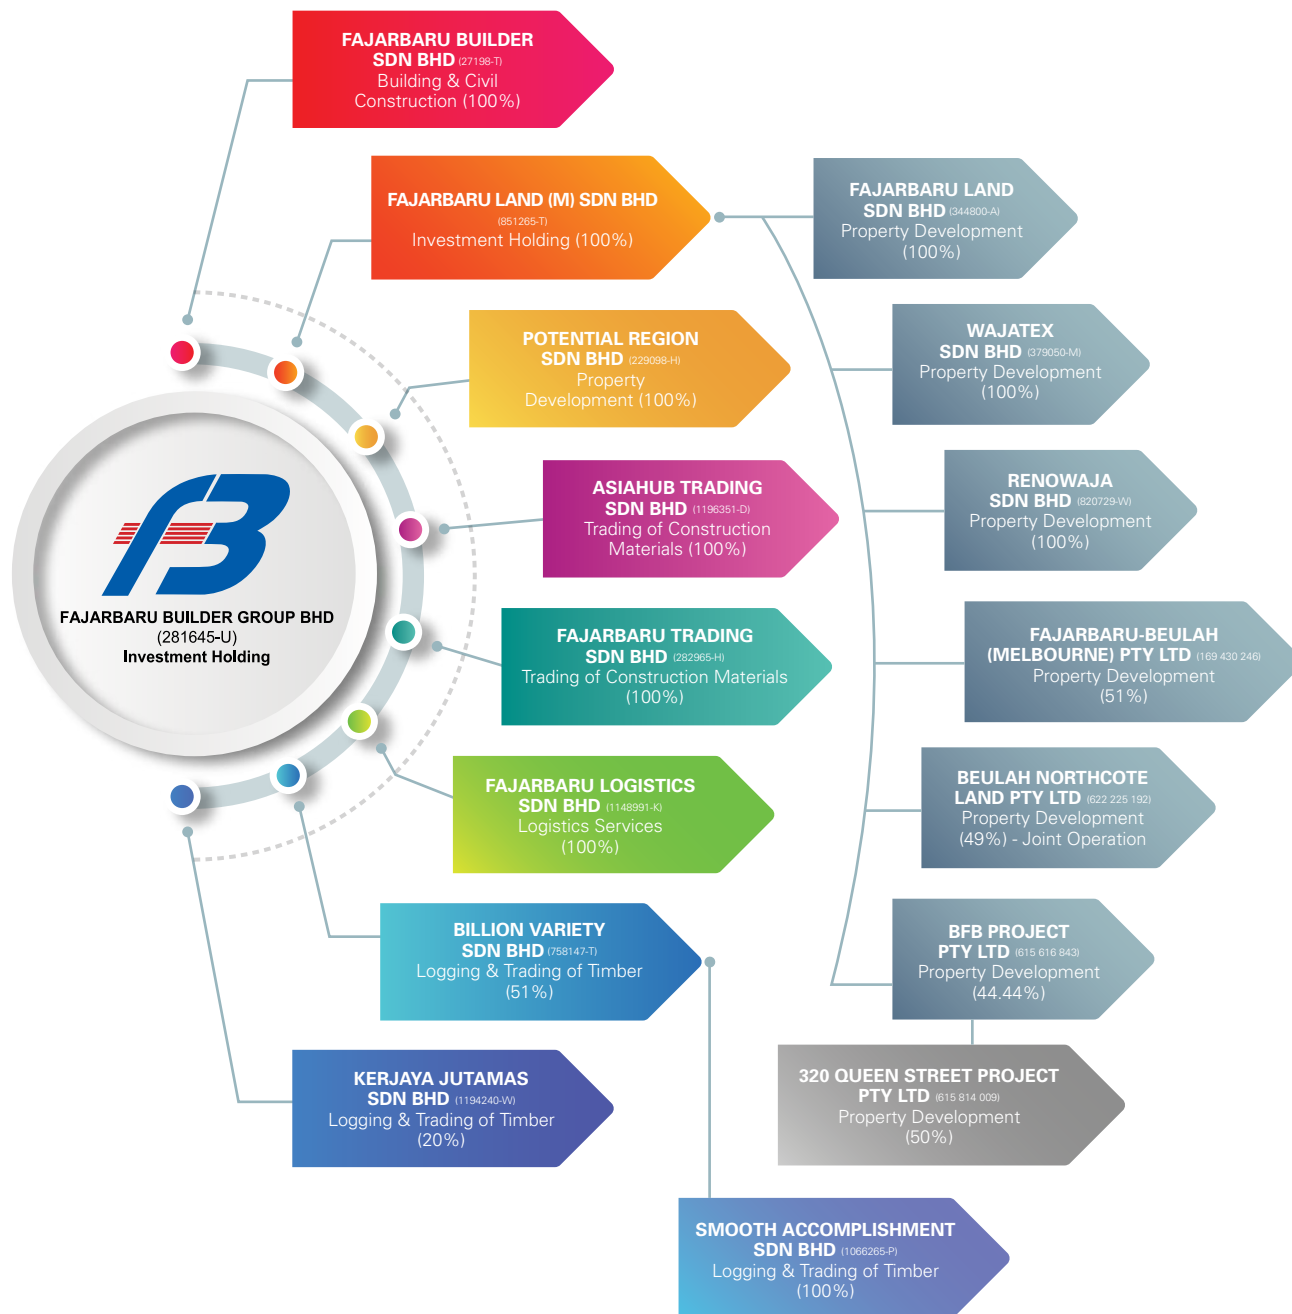 FAJARBARU BUILDER
SDN BHD (27198-T)
Building & Civil
Construction (100%)
FAJARBARU LAND (M) SDN BHD
(851265-T)
Investment Holding (100%)
FAJARBARU LAND
SDN BHD (344800-A)
Property Development
(100%)
POTENTIAL REGION
SDN BHD (229098-H)
Property
Development (100%)
WAJATEX
SDN BHD (379050-M)
Property Development
(100%)
ASIAHUB TRADING
SDN BHD (1196351-D)
Trading of Construction
Materials (100%)
RENOWAJA
SDN BHD (820729-W)
Property Development
(100%)
FAJARBARU BUILDER GROUP BHD
(281645-U)
Investment Holding
FAJARBARU TRADING
SDN BHD (282965-H)
Trading of Construction Materials
(100%)
FAJARBARU-BEULAH
(MELBOURNE) PTY LTD (169 430 246)
Property Development
(51%)
FAJARBARU LOGISTICS
SDN BHD (1148991-K)
Logistics Services
(100%)
BEULAH NORTHCOTE
LAND PTY LTD (622 225 192)
Property Development
(49%) - Joint Operation
BILLION VARIETY
SDN BHD (758147-T)
Logging & Trading of Timber
(51%)
BFB PROJECT
PTY LTD (615 616 843)
Property Development
(44.44%)
KERJAYA JUTAMAS
SDN BHD (1194240-W)
Logging & Trading of Timber
(20%)
320 QUEEN STREET PROJECT
PTY LTD (615 814 009)
Property Development
(50%)
SMOOTH ACCOMPLISHMENT
SDN BHD (1066265-P)
Logging & Trading of Timber
(100%)